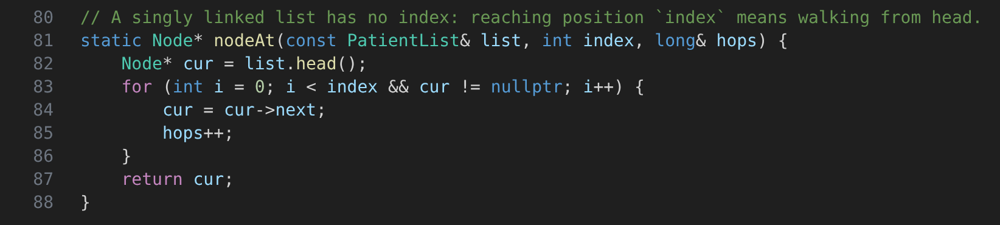 80 // A singly linked list has no index: reaching position `index` means walking from head.
81 static Node* nodeAt(const PatientList& list, int index, long& hops) {
82     Node* cur = list.head();
83     for (int i = 0; i < index && cur != nullptr; i++) {
84         cur = cur->next;
85         hops++;
86     }
87     return cur;
88 }